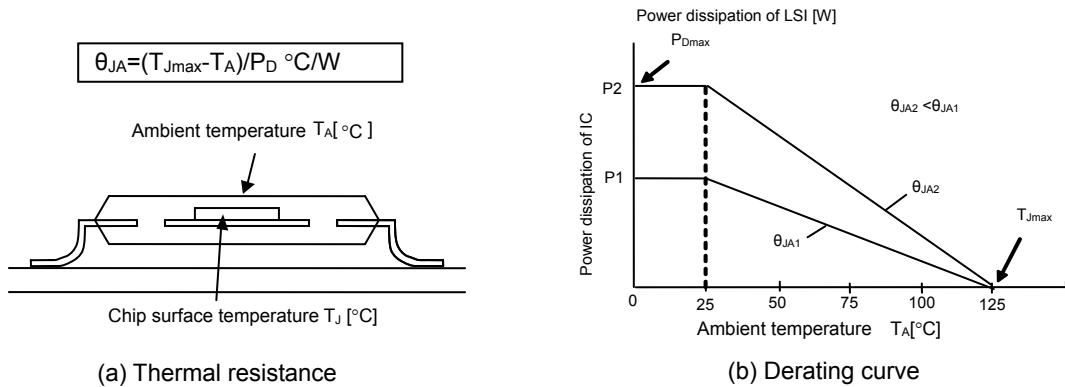 θJA=(TJmax-TA)/PD °C/W
Ambient temperature TA[ °C ]
Chip surface temperature TJ [°C]
(a) Thermal resistance
Power dissipation of LSI [W]
PDmax
P2
P1
Power dissipation of IC
θJA2 <θJA1
θJA2
θJA1
TJmax
0 25 50 75 100 125
Ambient temperature TA[°C]
(b) Derating curve